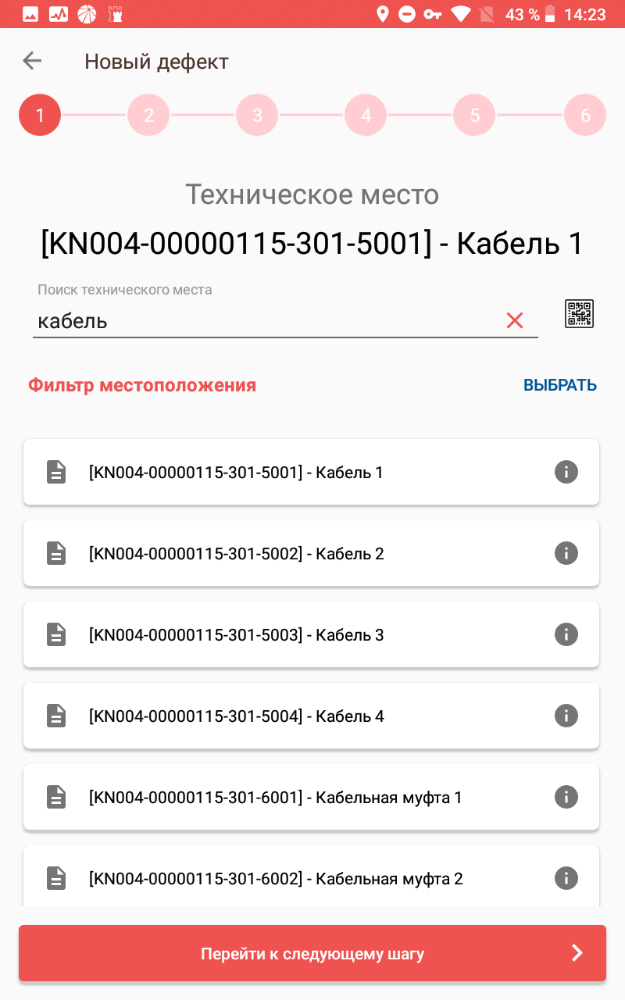 43 % 14:23
Новый дефект
1 2 3 4 5 6
Техническое место
[KN004-00000115-301-5001] - Кабель 1
Поиск технического места
кабель
Фильтр местоположения ВЫБРАТЬ
[KN004-00000115-301-5001] - Кабель 1
[KN004-00000115-301-5002] - Кабель 2
[KN004-00000115-301-5003] - Кабель 3
[KN004-00000115-301-5004] - Кабель 4
[KN004-00000115-301-6001] - Кабельная муфта 1
[KN004-00000115-301-6002] - Кабельная муфта 2
Перейти к следующему шагу